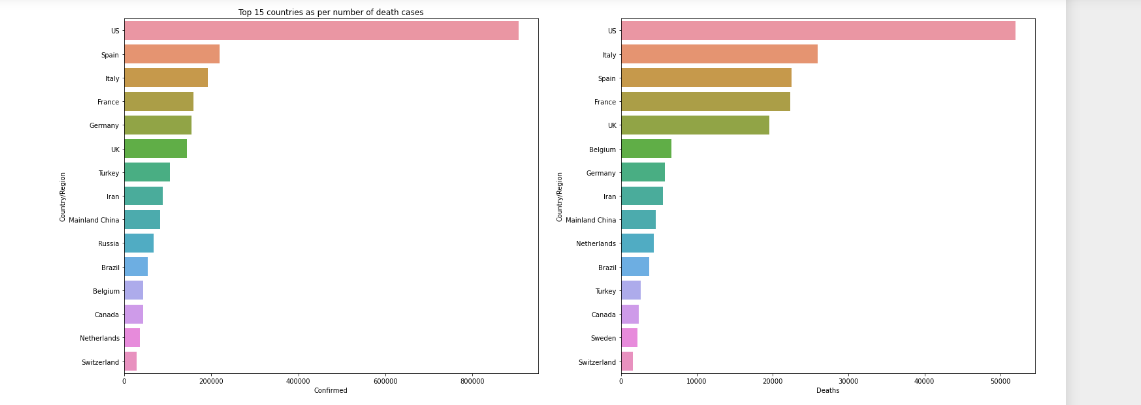 Top 15 countries as per number of death cases
US
Spain
Italy
France
Germany
UK
Turkey
Iran
Mainland China
Russia
Brazil
Belgium
Canada
Netherlands
Switzerland
Country/Region
0 200000 400000 600000 800000
Confirmed
US
Italy
Spain
France
UK
Belgium
Germany
Iran
Mainland China
Netherlands
Brazil
Turkey
Canada
Sweden
Switzerland
Country/Region
0 10000 20000 30000 40000 50000
Deaths